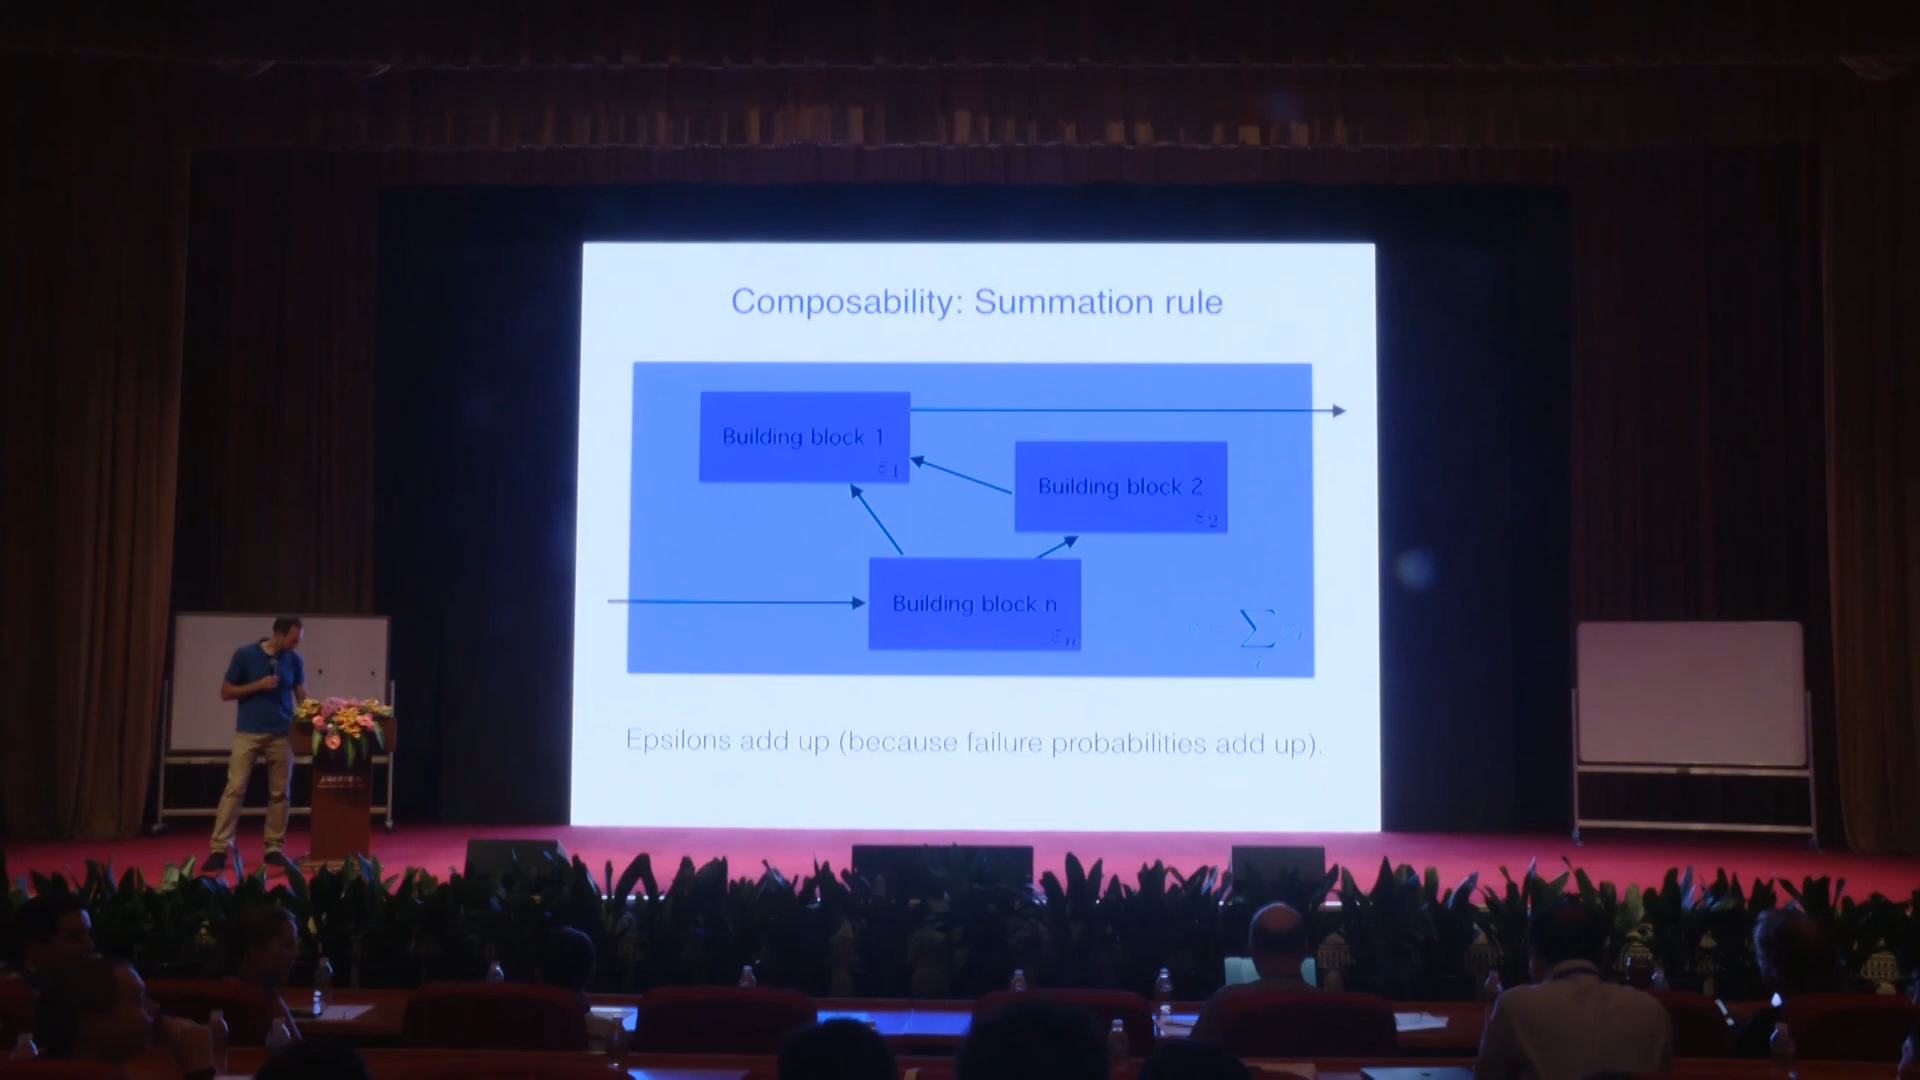 Composability: Summation rule
Building block 1
ε₁
Building block 2
ε₂
Building block n
εₙ
ε = ∑ᵢ εᵢ
Epsilons add up (because failure probabilities add up).